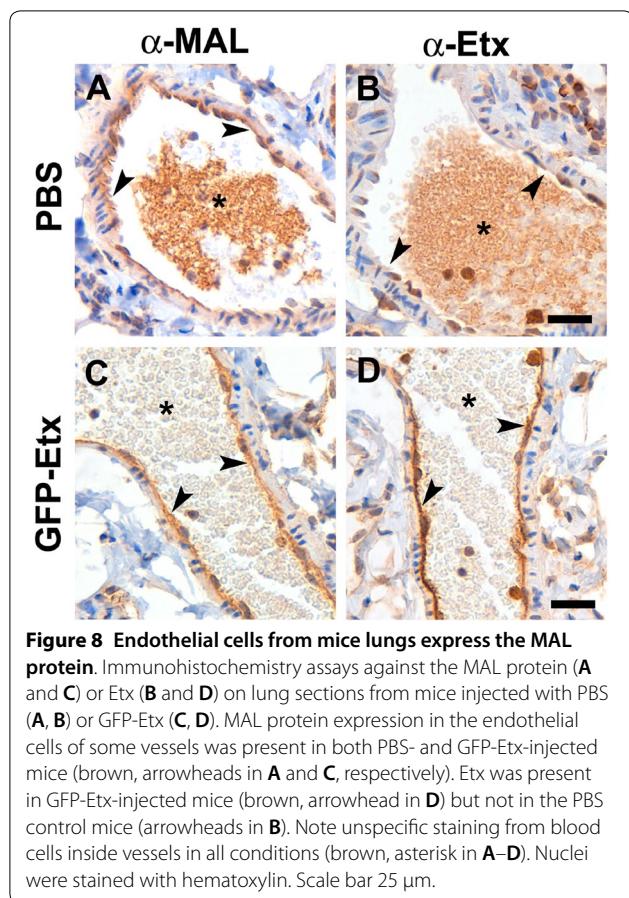 α-MAL α-Etx
PBS
A B
* *
GFP-Etx
C D
* *
Figure 8 Endothelial cells from mice lungs express the MAL
protein. Immunohistochemistry assays against the MAL protein (A
and C) or Etx (B and D) on lung sections from mice injected with PBS
(A, B) or GFP-Etx (C, D). MAL protein expression in the endothelial
cells of some vessels was present in both PBS- and GFP-Etx-injected
mice (brown, arrowheads in A and C, respectively). Etx was present
in GFP-Etx-injected mice (brown, arrowhead in D) but not in the PBS
control mice (arrowheads in B). Note unspecific staining from blood
cells inside vessels in all conditions (brown, asterisk in A–D). Nuclei
were stained with hematoxylin. Scale bar 25 μm.